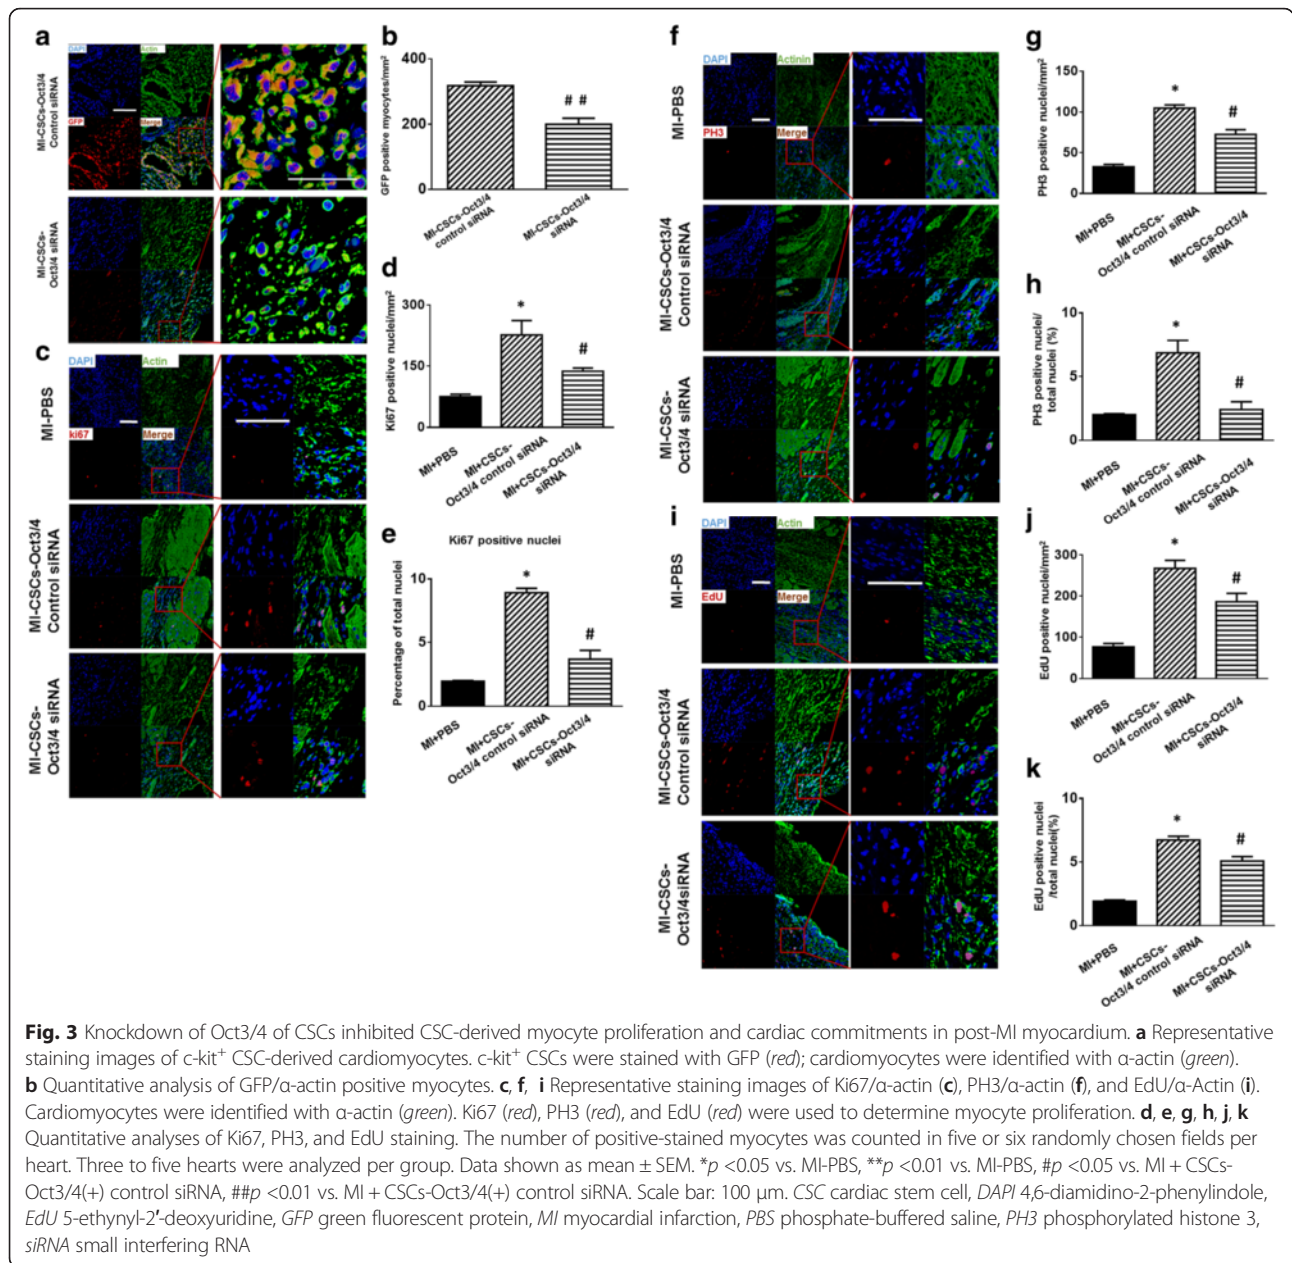 a
DAPI
Actin
GFP
Merge
MI-CSCs-Oct3/4
Control siRNA
MI-CSCs-
Oct3/4 siRNA
b
GFP positive myocytes/mm²
400
200
0
# #
MI-CSCs-Oct3/4
control siRNA
MI-CSCs-Oct3/4
siRNA
c
DAPI
Actin
ki67
Merge
MI-PBS
MI-CSCs-Oct3/4
Control siRNA
MI-CSCs-
Oct3/4 siRNA
d
Ki67 positive nuclei/mm²
300
150
0
*
#
MI+PBS
MI+CSCs-
Oct3/4 control siRNA
MI+CSCs-Oct3/4
siRNA
e
Ki67 positive nuclei
Percentage of total nuclei
10
5
0
*
#
MI+PBS
MI+CSCs-
Oct3/4 control siRNA
MI+CSCs-Oct3/4
siRNA
f
DAPI
Actinin
PH3
Merge
MI-PBS
MI-CSCs-Oct3/4
Control siRNA
MI-CSCs-
Oct3/4 siRNA
g
PH3 positive nuclei/mm²
150
100
50
0
*
#
MI+PBS
MI+CSCs-
Oct3/4 control siRNA
MI+CSCs-Oct3/4
siRNA
h
PH3 positive nuclei/
total nuclei (%)
10
5
0
*
#
MI+PBS
MI+CSCs-
Oct3/4 control siRNA
MI+CSCs-Oct3/4
siRNA
i
DAPI
Actin
EdU
Merge
MI-PBS
MI-CSCs-Oct3/4
Control siRNA
MI-CSCs-
Oct3/4siRNA
j
EdU positive nuclei/mm²
300
200
100
0
*
#
MI+PBS
MI+CSCs-
Oct3/4 control siRNA
MI+CSCs-Oct3/4
siRNA
k
EdU positive nuclei
/total nuclei(%)
10
5
0
*
#
MI+PBS
MI+CSCs-
Oct3/4 control siRNA
MI+CSCs-Oct3/4
siRNA
Fig. 3 Knockdown of Oct3/4 of CSCs inhibited CSC-derived myocyte proliferation and cardiac commitments in post-MI myocardium. a Representative
staining images of c-kit⁺ CSC-derived cardiomyocytes. c-kit⁺ CSCs were stained with GFP (red); cardiomyocytes were identified with α-actin (green).
b Quantitative analysis of GFP/α-actin positive myocytes. c, f, i Representative staining images of Ki67/α-actin (c), PH3/α-actin (f), and EdU/α-Actin (i).
Cardiomyocytes were identified with α-actin (green). Ki67 (red), PH3 (red), and EdU (red) were used to determine myocyte proliferation. d, e, g, h, j, k
Quantitative analyses of Ki67, PH3, and EdU staining. The number of positive-stained myocytes was counted in five or six randomly chosen fields per
heart. Three to five hearts were analyzed per group. Data shown as mean ± SEM. *p <0.05 vs. MI-PBS, **p <0.01 vs. MI-PBS, #p <0.05 vs. MI + CSCs-
Oct3/4(+) control siRNA, ##p <0.01 vs. MI + CSCs-Oct3/4(+) control siRNA. Scale bar: 100 μm. CSC cardiac stem cell, DAPI 4,6-diamidino-2-phenylindole,
EdU 5-ethynyl-2′-deoxyuridine, GFP green fluorescent protein, MI myocardial infarction, PBS phosphate-buffered saline, PH3 phosphorylated histone 3,
siRNA small interfering RNA